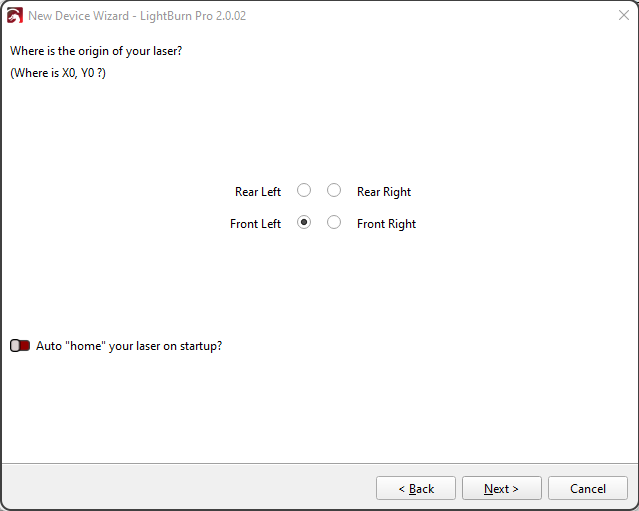 New Device Wizard - LightBurn Pro 2.0.02
Where is the origin of your laser?
(Where is X0, Y0 ?)
Rear Left Rear Right
Front Left Front Right
Auto "home" your laser on startup?
< Back Next > Cancel